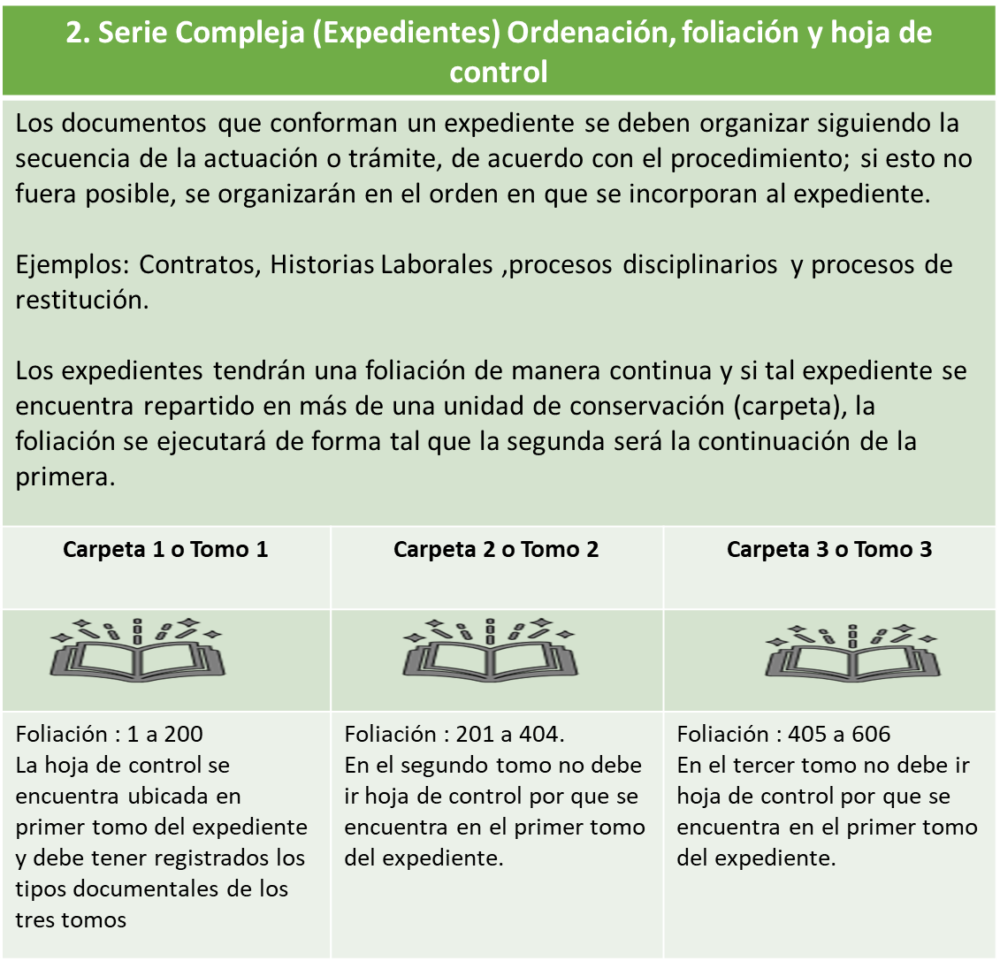 2. Serie Compleja (Expedientes) Ordenación, foliación y hoja de
control
Los documentos que conforman un expediente se deben organizar siguiendo la
secuencia de la actuación o trámite, de acuerdo con el procedimiento; si esto no
fuera posible, se organizarán en el orden en que se incorporan al expediente.
Ejemplos: Contratos, Historias Laborales ,procesos disciplinarios y procesos de
restitución.
Los expedientes tendrán una foliación de manera continua y si tal expediente se
encuentra repartido en más de una unidad de conservación (carpeta), la
foliación se ejecutará de forma tal que la segunda será la continuación de la
primera.
Carpeta 1 o Tomo 1
Carpeta 2 o Tomo 2
Carpeta 3 o Tomo 3
Foliación : 1 a 200
La hoja de control se
encuentra ubicada en
primer tomo del expediente
y debe tener registrados los
tipos documentales de los
tres tomos
Foliación : 201 a 404.
En el segundo tomo no debe
ir hoja de control por que se
encuentra en el primer tomo
del expediente.
Foliación : 405 a 606
En el tercer tomo no debe ir
hoja de control por que se
encuentra en el primer tomo
del expediente.